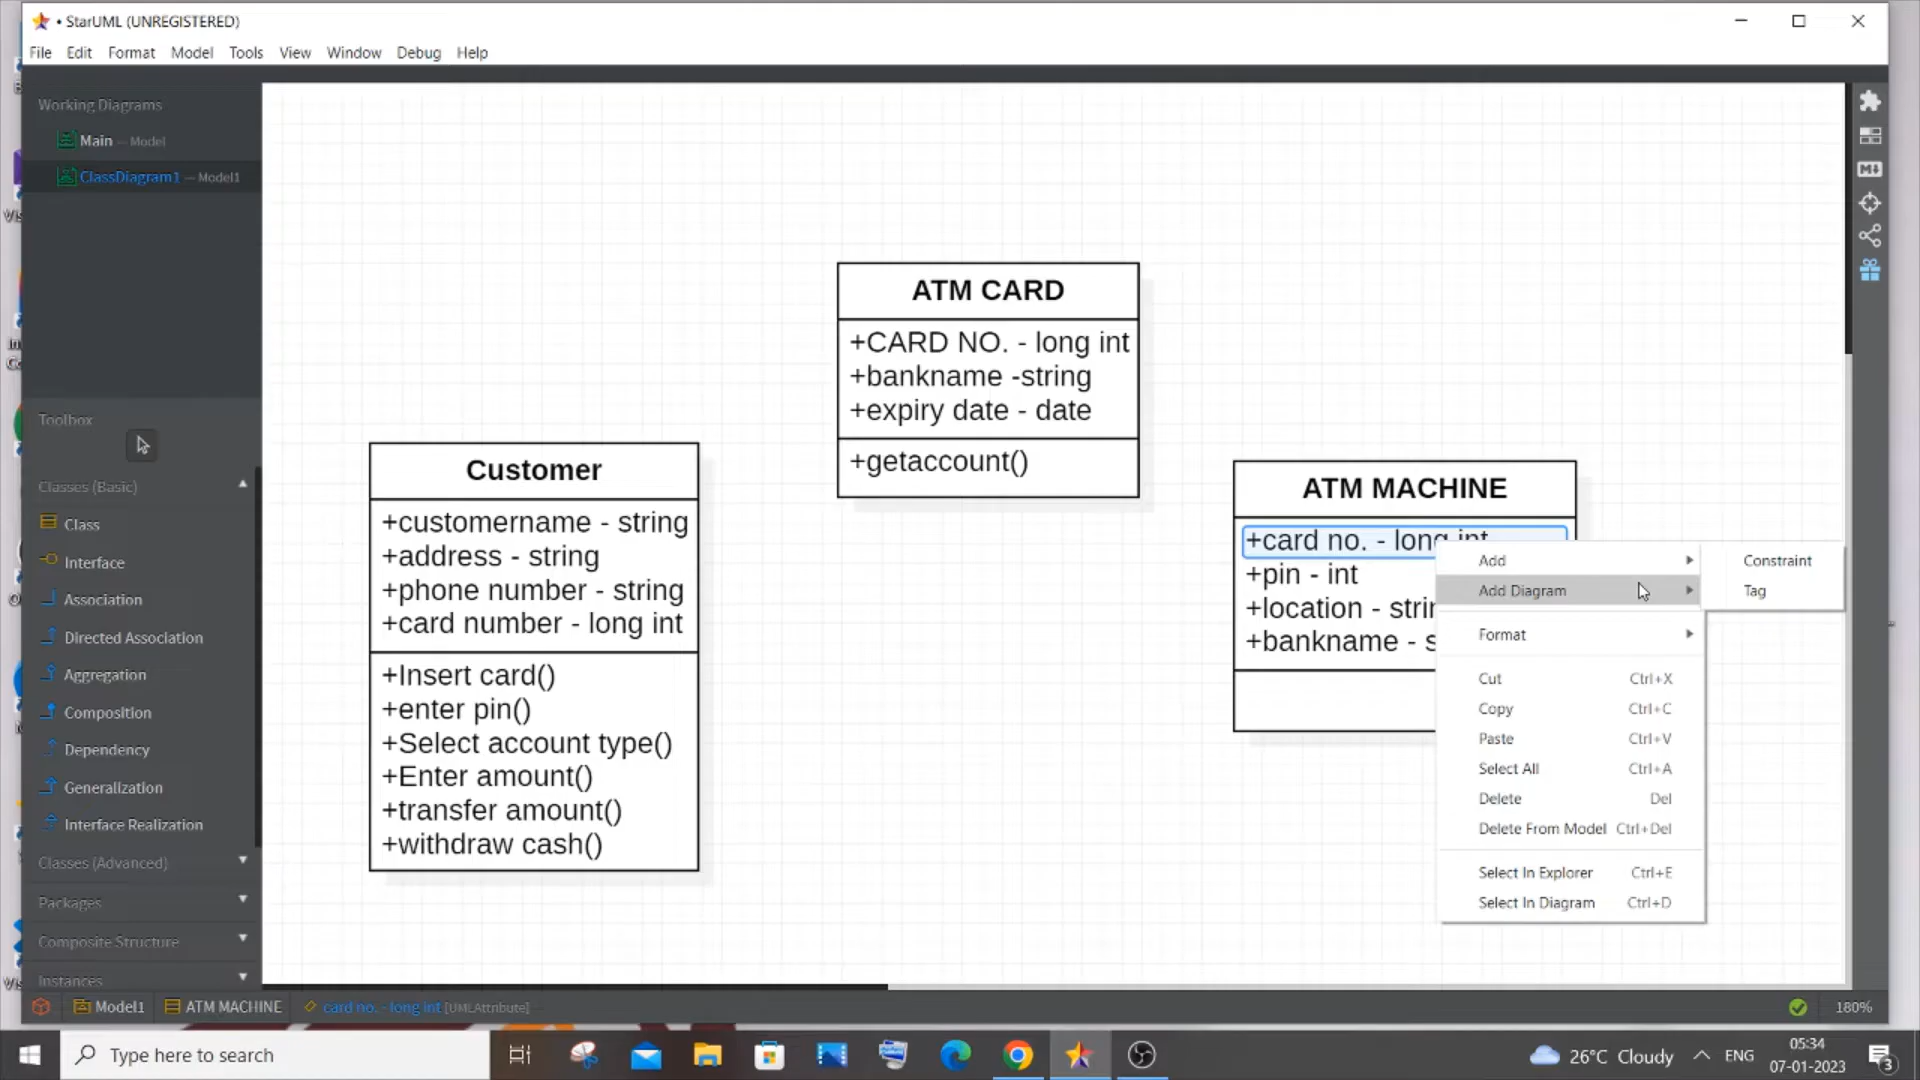 • StarUML (UNREGISTERED)
File Edit Format Model Tools View Window Debug Help
Working Diagrams
Main — Model
ClassDiagram1 — Model1
Toolbox
Classes (Basic)
Class
Interface
Association
Directed Association
Aggregation
Composition
Dependency
Generalization
Interface Realization
Classes (Advanced)
Packages
Composite Structure
Instances
ATM CARD
+CARD NO. - long int
+bankname -string
+expiry date - date
+getaccount()
Customer
+customername - string
+address - string
+phone number - string
+card number - long int
+Insert card()
+enter pin()
+Select account type()
+Enter amount()
+transfer amount()
+withdraw cash()
ATM MACHINE
+card no. - long int
+pin - int
+location - strin
+bankname - s
Add
Add Diagram
Format
Cut Ctrl+X
Copy Ctrl+C
Paste Ctrl+V
Select All Ctrl+A
Delete Del
Delete From Model Ctrl+Del
Select In Explorer Ctrl+E
Select In Diagram Ctrl+D
Constraint
Tag
Model1 ATM MACHINE card no. - long int [UMLAttribute]
180%
Type here to search
26°C Cloudy
ENG
05:34
07-01-2023
3